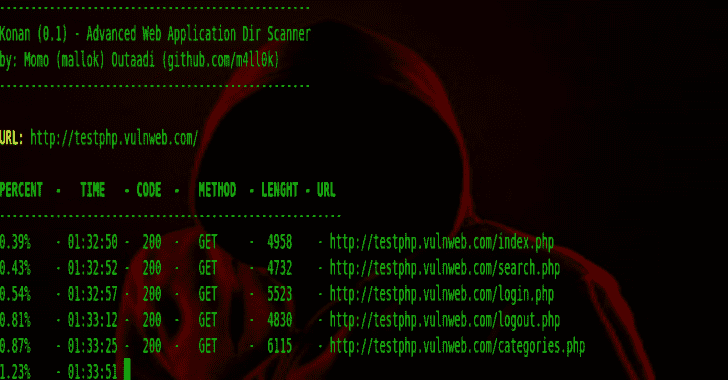 -------------------------------------------------
Konan (0.1) - Advanced Web Application Dir Scanner
by: Momo (mallok) Outaadi (github.com/m4ll0k)
-------------------------------------------------
URL: http://testphp.vulnweb.com/
PERCENT - TIME - CODE - METHOD - LENGHT - URL
------------------------------------------------------
0.39% - 01:32:50 - 200 - GET - 4958 - http://testphp.vulnweb.com/index.php
0.43% - 01:32:52 - 200 - GET - 4732 - http://testphp.vulnweb.com/search.php
0.54% - 01:32:57 - 200 - GET - 5523 - http://testphp.vulnweb.com/login.php
0.81% - 01:33:12 - 200 - GET - 4830 - http://testphp.vulnweb.com/logout.php
0.87% - 01:33:25 - 200 - GET - 6115 - http://testphp.vulnweb.com/categories.php
1.23% - 01:33:51